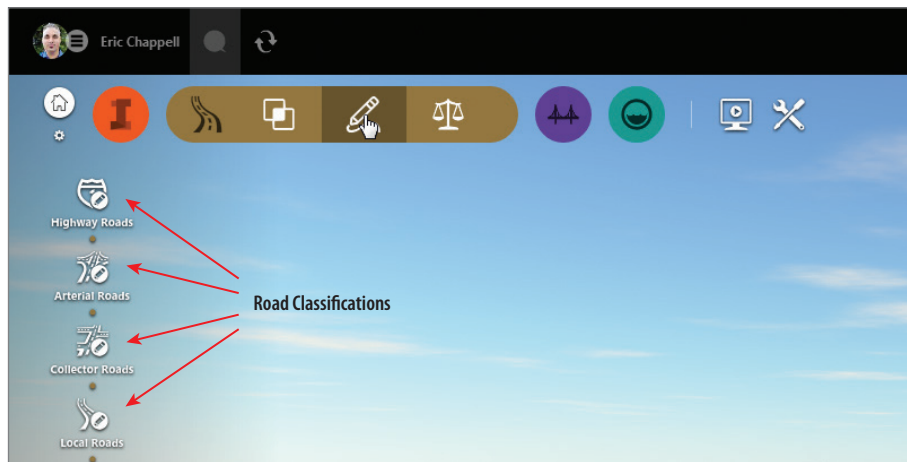 Eric Chappell
Highway Roads
Arterial Roads
Road Classifications
Collector Roads
Local Roads